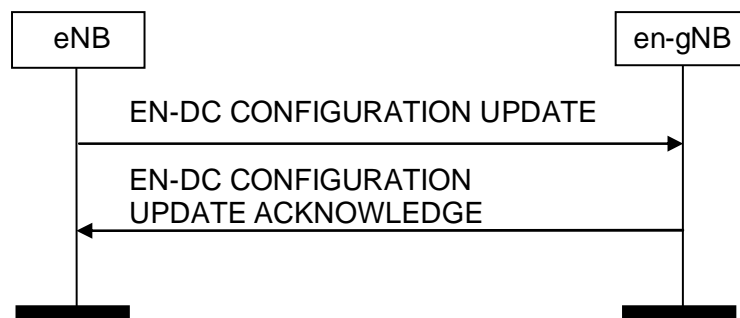 eNB
en-gNB
EN-DC CONFIGURATION UPDATE
EN-DC CONFIGURATION
UPDATE ACKNOWLEDGE